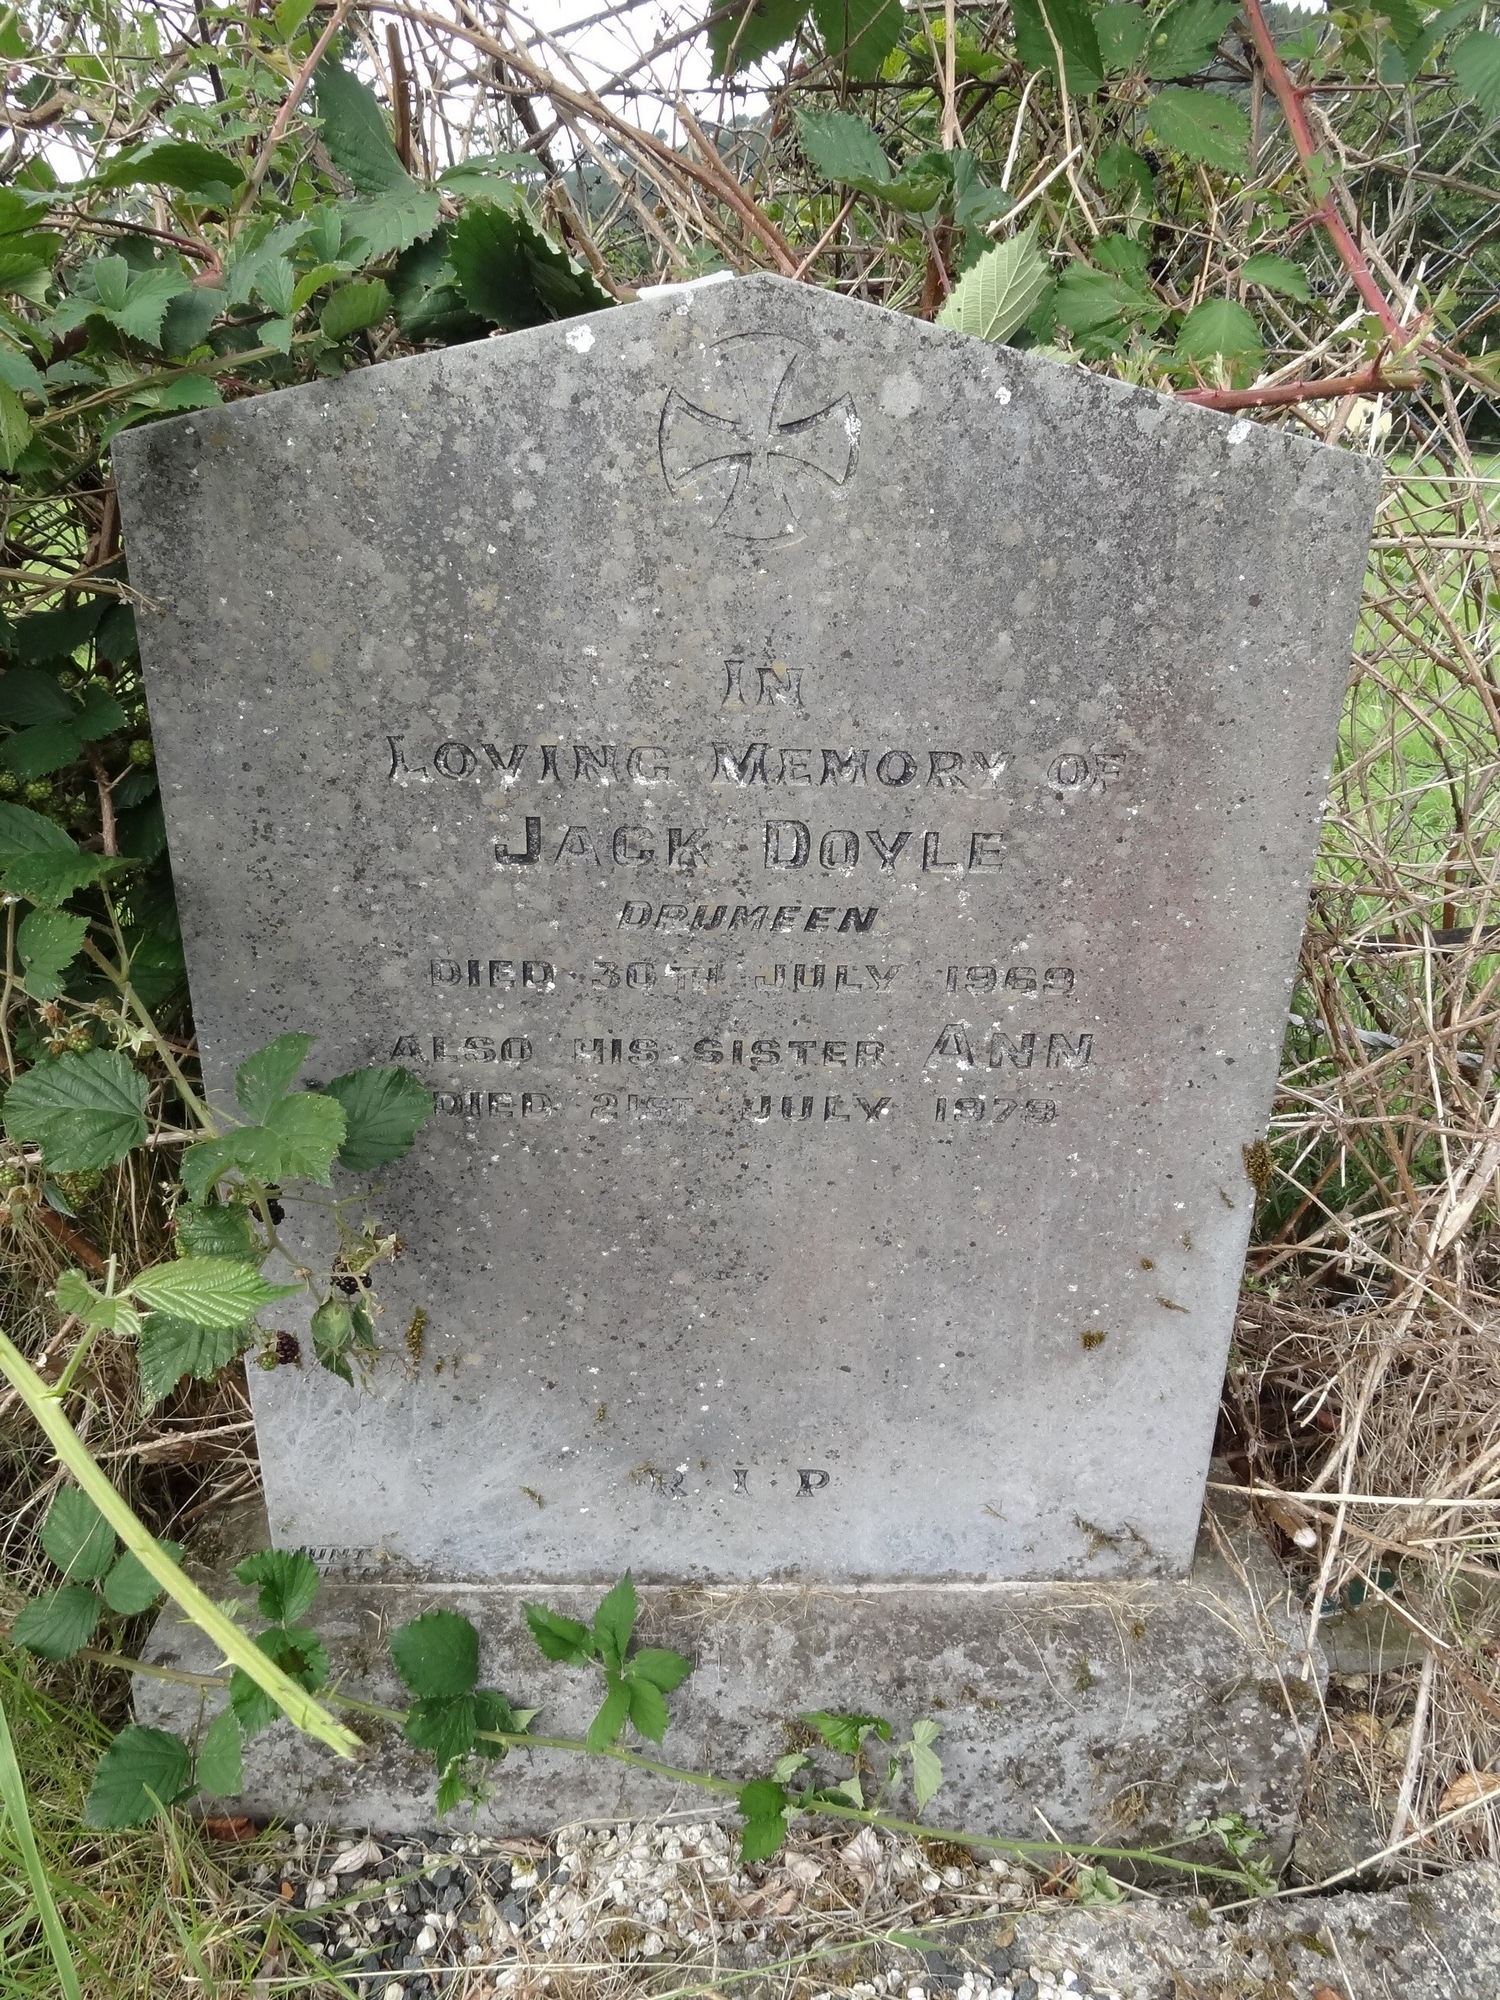 IN
LOVING MEMORY OF
JACK DOYLE
DRUMEEN
DIED 30TH JULY 1969
ALSO HIS SISTER ANN
DIED 21ST JULY 1979
R.I.P